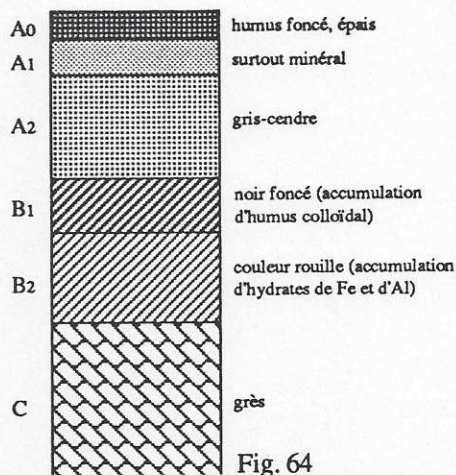 A0 humus foncé, épais
A1 surtout minéral
A2 gris-cendre
B1 noir foncé (accumulation
d'humus colloïdal)
B2 couleur rouille (accumulation
d'hydrates de Fe et d'Al)
C grès
Fig. 64